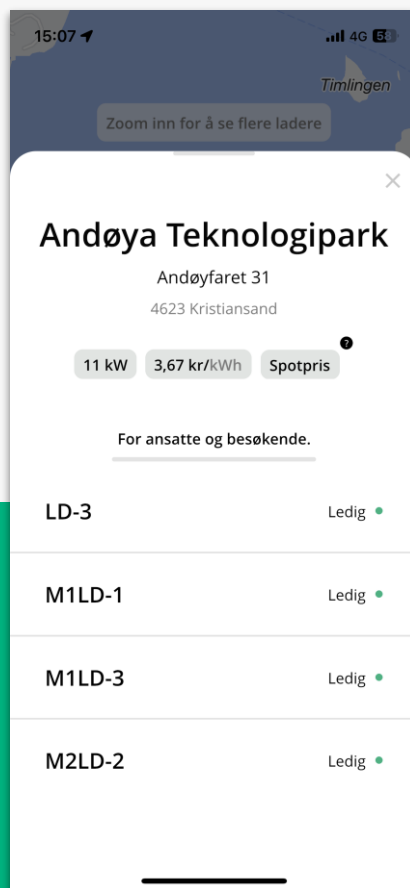 15:07
4G 58
Timlingen
Zoom inn for å se flere ladere
Andøya Teknologipark
Andøyfaret 31
4623 Kristiansand
11 kW 3,67 kr/kWh Spotpris ?
For ansatte og besøkende.
LD-3 Ledig
M1LD-1 Ledig
M1LD-3 Ledig
M2LD-2 Ledig